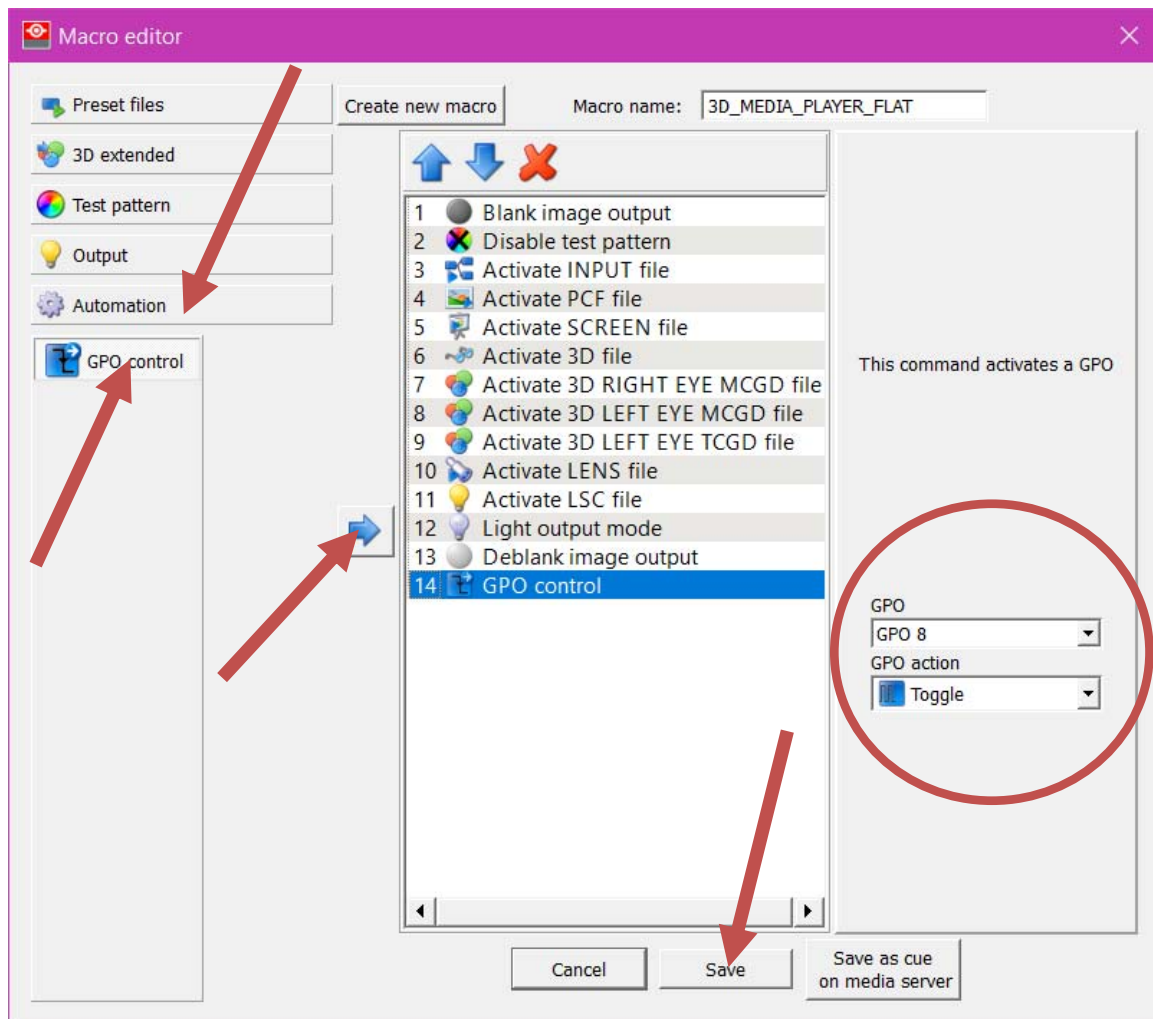 Macro editor
Preset files
3D extended
Test pattern
Output
Automation
GPO control
Create new macro
Macro name: 3D_MEDIA_PLAYER_FLAT
1 Blank image output
2 Disable test pattern
3 Activate INPUT file
4 Activate PCF file
5 Activate SCREEN file
6 Activate 3D file
7 Activate 3D RIGHT EYE MCGD file
8 Activate 3D LEFT EYE MCGD file
9 Activate 3D LEFT EYE TCGD file
10 Activate LENS file
11 Activate LSC file
12 Light output mode
13 Deblank image output
14 GPO control
This command activates a GPO
GPO
GPO 8
GPO action
Toggle
Cancel
Save
Save as cue
on media server